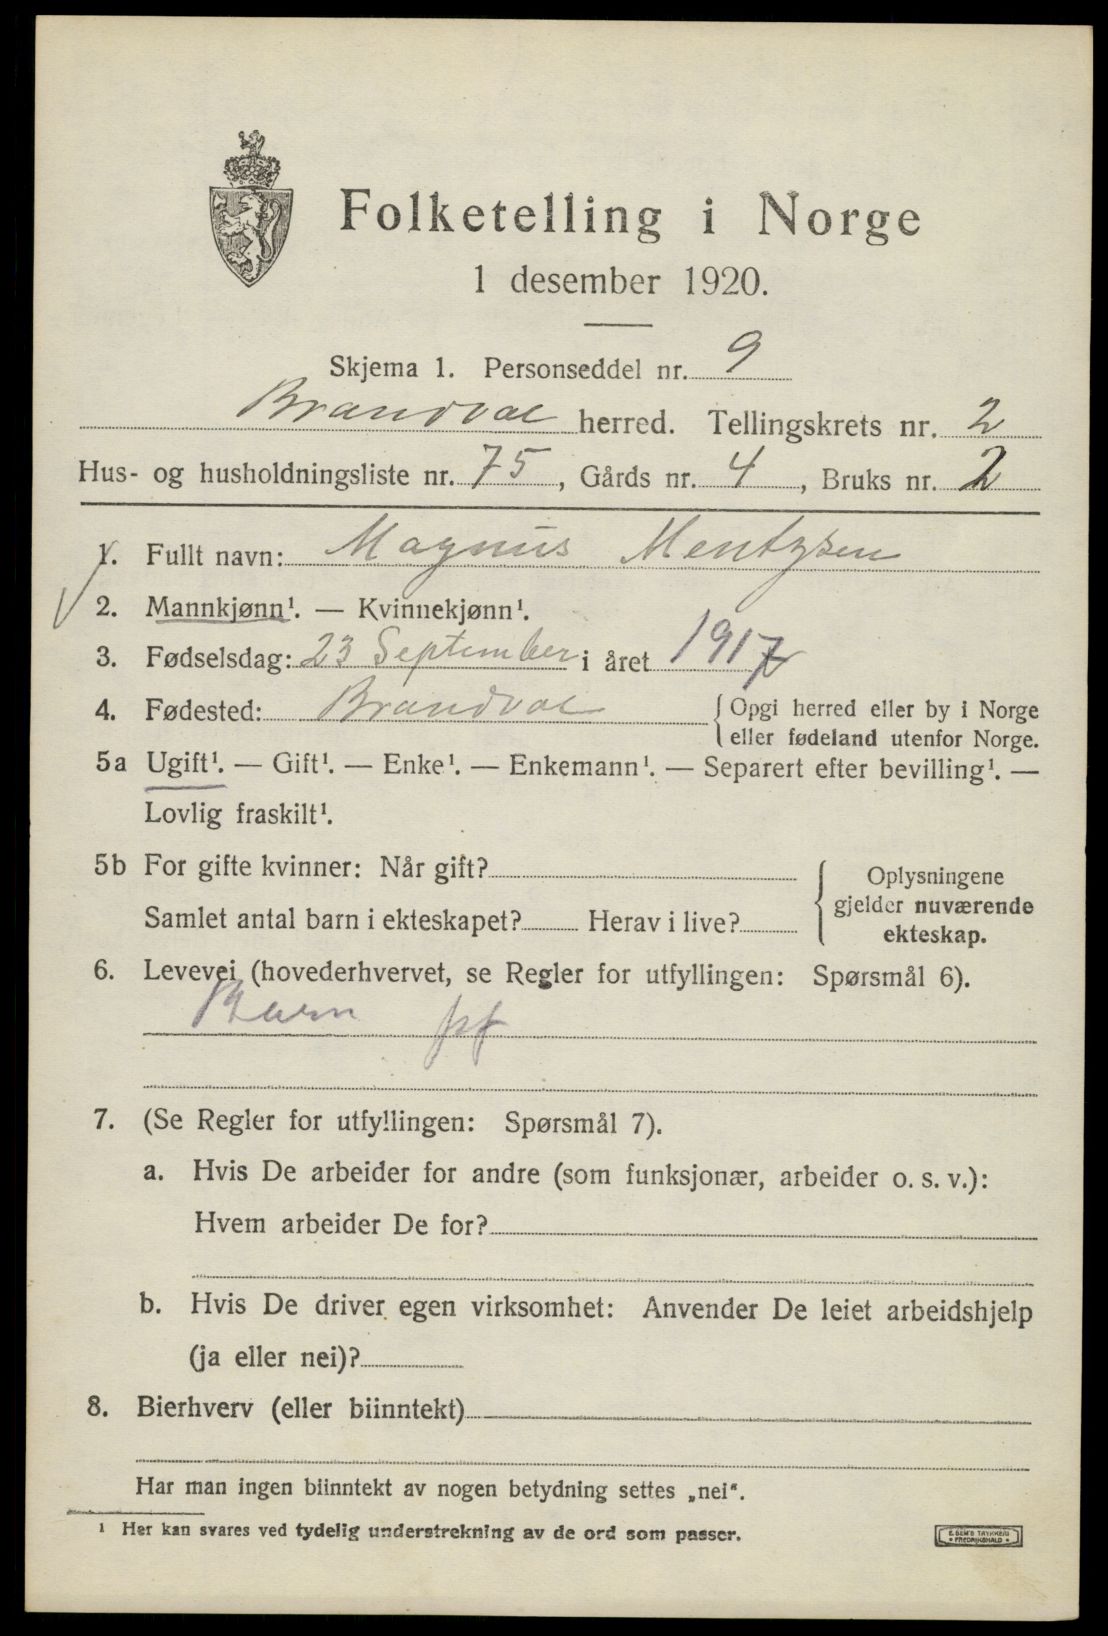 Folketelling i Norge
1 desember 1920.
Skjema 1. Personseddel nr. 9
Brandval herred. Tellingskrets nr. 2
Hus- og husholdningsliste nr. 75, Gårds nr. 4, Bruks nr. 2
1. Fullt navn: Magnus Mentzsen
2. Mannkjønn¹. — Kvinnekjønn¹.
3. Fødselsdag: 23 September i året 1917
4. Fødested: Brandval {Opgi herred eller by i Norge
eller fødeland utenfor Norge.
5a Ugift¹. — Gift¹. — Enke¹. — Enkemann¹. — Separert efter bevilling¹. —
Lovlig fraskilt¹.
5b For gifte kvinner: Når gift? Oplysningene
gjelder nuværende
Samlet antal barn i ekteskapet? Herav i live? ekteskap.
6. Levevei (hovederhvervet, se Regler for utfyllingen: Spørsmål 6).
Barn pf
7. (Se Regler for utfyllingen: Spørsmål 7).
a. Hvis De arbeider for andre (som funksjonær, arbeider o. s. v.):
Hvem arbeider De for?
b. Hvis De driver egen virksomhet: Anvender De leiet arbeidshjelp
(ja eller nei)?
8. Bierhverv (eller biinntekt)
Har man ingen biinntekt av nogen betydning settes „nei“.
¹ Her kan svares ved tydelig understrekning av de ord som passer.
E. SEM'S TRYKKERI
• FREDRIKSHALD •